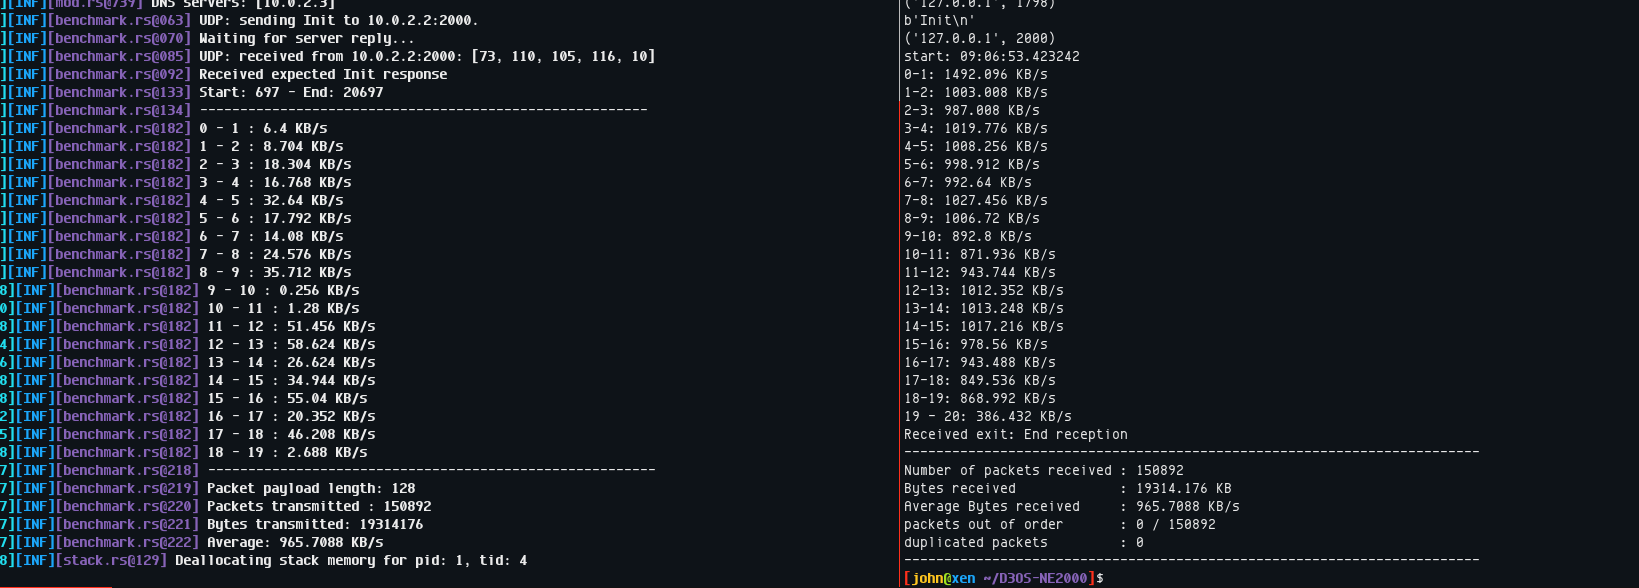 ][INF][mod.rs@739] DNS servers: [10.0.2.3]
][INF][benchmark.rs@063] UDP: sending Init to 10.0.2.2:2000.
][INF][benchmark.rs@070] Waiting for server reply...
][INF][benchmark.rs@085] UDP: received from 10.0.2.2:2000: [73, 110, 105, 116, 10]
][INF][benchmark.rs@092] Received expected Init response
][INF][benchmark.rs@133] Start: 697 - End: 20697
][INF][benchmark.rs@134] --------------------------------------------------------
][INF][benchmark.rs@182] 0 - 1 : 6.4 KB/s
][INF][benchmark.rs@182] 1 - 2 : 8.704 KB/s
][INF][benchmark.rs@182] 2 - 3 : 18.304 KB/s
][INF][benchmark.rs@182] 3 - 4 : 16.768 KB/s
][INF][benchmark.rs@182] 4 - 5 : 32.64 KB/s
][INF][benchmark.rs@182] 5 - 6 : 17.792 KB/s
][INF][benchmark.rs@182] 6 - 7 : 14.08 KB/s
][INF][benchmark.rs@182] 7 - 8 : 24.576 KB/s
][INF][benchmark.rs@182] 8 - 9 : 35.712 KB/s
8][INF][benchmark.rs@182] 9 - 10 : 0.256 KB/s
0][INF][benchmark.rs@182] 10 - 11 : 1.28 KB/s
8][INF][benchmark.rs@182] 11 - 12 : 51.456 KB/s
4][INF][benchmark.rs@182] 12 - 13 : 58.624 KB/s
6][INF][benchmark.rs@182] 13 - 14 : 26.624 KB/s
8][INF][benchmark.rs@182] 14 - 15 : 34.944 KB/s
8][INF][benchmark.rs@182] 15 - 16 : 55.04 KB/s
2][INF][benchmark.rs@182] 16 - 17 : 20.352 KB/s
5][INF][benchmark.rs@182] 17 - 18 : 46.208 KB/s
8][INF][benchmark.rs@182] 18 - 19 : 2.688 KB/s
7][INF][benchmark.rs@218] --------------------------------------------------------
7][INF][benchmark.rs@219] Packet payload length: 128
7][INF][benchmark.rs@220] Packets transmitted : 150892
7][INF][benchmark.rs@221] Bytes transmitted: 19314176
7][INF][benchmark.rs@222] Average: 965.7088 KB/s
8][INF][stack.rs@129] Deallocating stack memory for pid: 1, tid: 4
('127.0.0.1', 1798)
b'Init\n'
('127.0.0.1', 2000)
start: 09:06:53.423242
0-1: 1492.096 KB/s
1-2: 1003.008 KB/s
2-3: 987.008 KB/s
3-4: 1019.776 KB/s
4-5: 1008.256 KB/s
5-6: 998.912 KB/s
6-7: 992.64 KB/s
7-8: 1027.456 KB/s
8-9: 1006.72 KB/s
9-10: 892.8 KB/s
10-11: 871.936 KB/s
11-12: 943.744 KB/s
12-13: 1012.352 KB/s
13-14: 1013.248 KB/s
14-15: 1017.216 KB/s
15-16: 978.56 KB/s
16-17: 943.488 KB/s
17-18: 849.536 KB/s
18-19: 868.992 KB/s
19 - 20: 386.432 KB/s
Received exit: End reception
------------------------------------------------------------------------
Number of packets received : 150892
Bytes received             : 19314.176 KB
Average Bytes received     : 965.7088 KB/s
packets out of order       : 0 / 150892
duplicated packets         : 0
------------------------------------------------------------------------
[john@xen ~/D3OS-NE2000]$